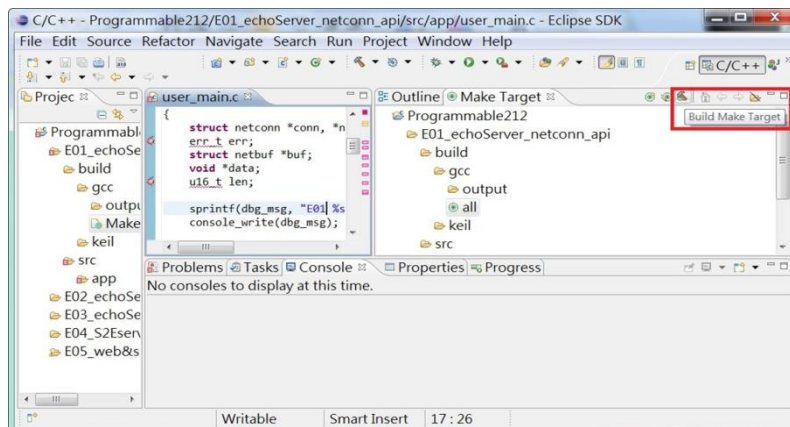 C/C++ - Programmable212/E01_echoServer_netconn_api/src/app/user_main.c - Eclipse SDK
File Edit Source Refactor Navigate Search Run Project Window Help
C/C++
Projec
Programmabl
E01_echoSe
build
gcc
outpu
Make
keil
src
app
E02_echoSe
E03_echoSe
E04_S2Eserv
E05_web&s
user_main.c
{
struct netconn *conn, *n
err_t err;
struct netbuf *buf;
void *data;
u16_t len;
sprintf(dbg_msg, "E01 %s
console_write(dbg_msg);
Outline Make Target
Build Make Target
Programmable212
E01_echoServer_netconn_api
build
gcc
output
all
keil
src
Problems Tasks Console Properties Progress
No consoles to display at this time.
Writable Smart Insert 17 : 26